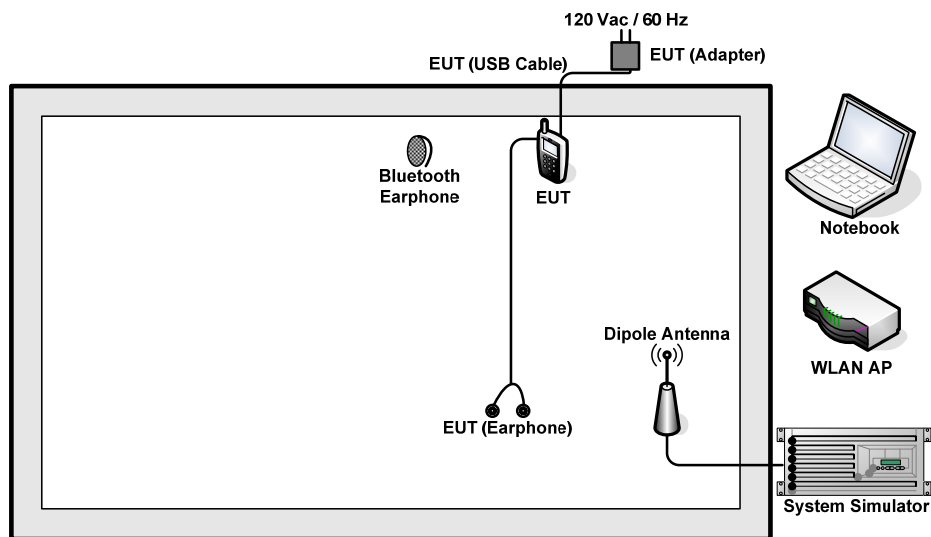 120 Vac / 60 Hz
EUT (Adapter)
EUT (USB Cable)
Bluetooth
Earphone
EUT
Notebook
Dipole Antenna
WLAN AP
EUT (Earphone)
System Simulator